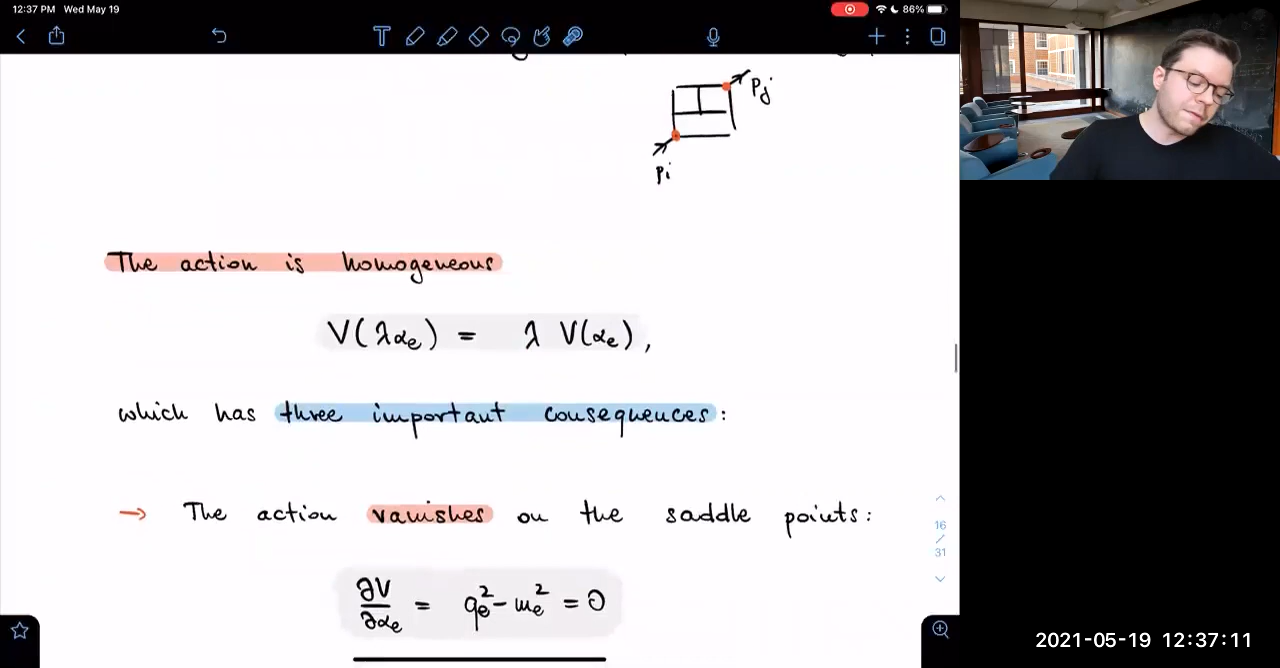 12:37 PM Wed May 19
86%
Pj
Pi
The action is homogeneous
V(λαe) = λ V(αe),
which has three important consequences:
→ The action vanishes on the saddle points:
∂V/∂αe = qe² - me² = 0
16
/
31
2021-05-19 12:37:11